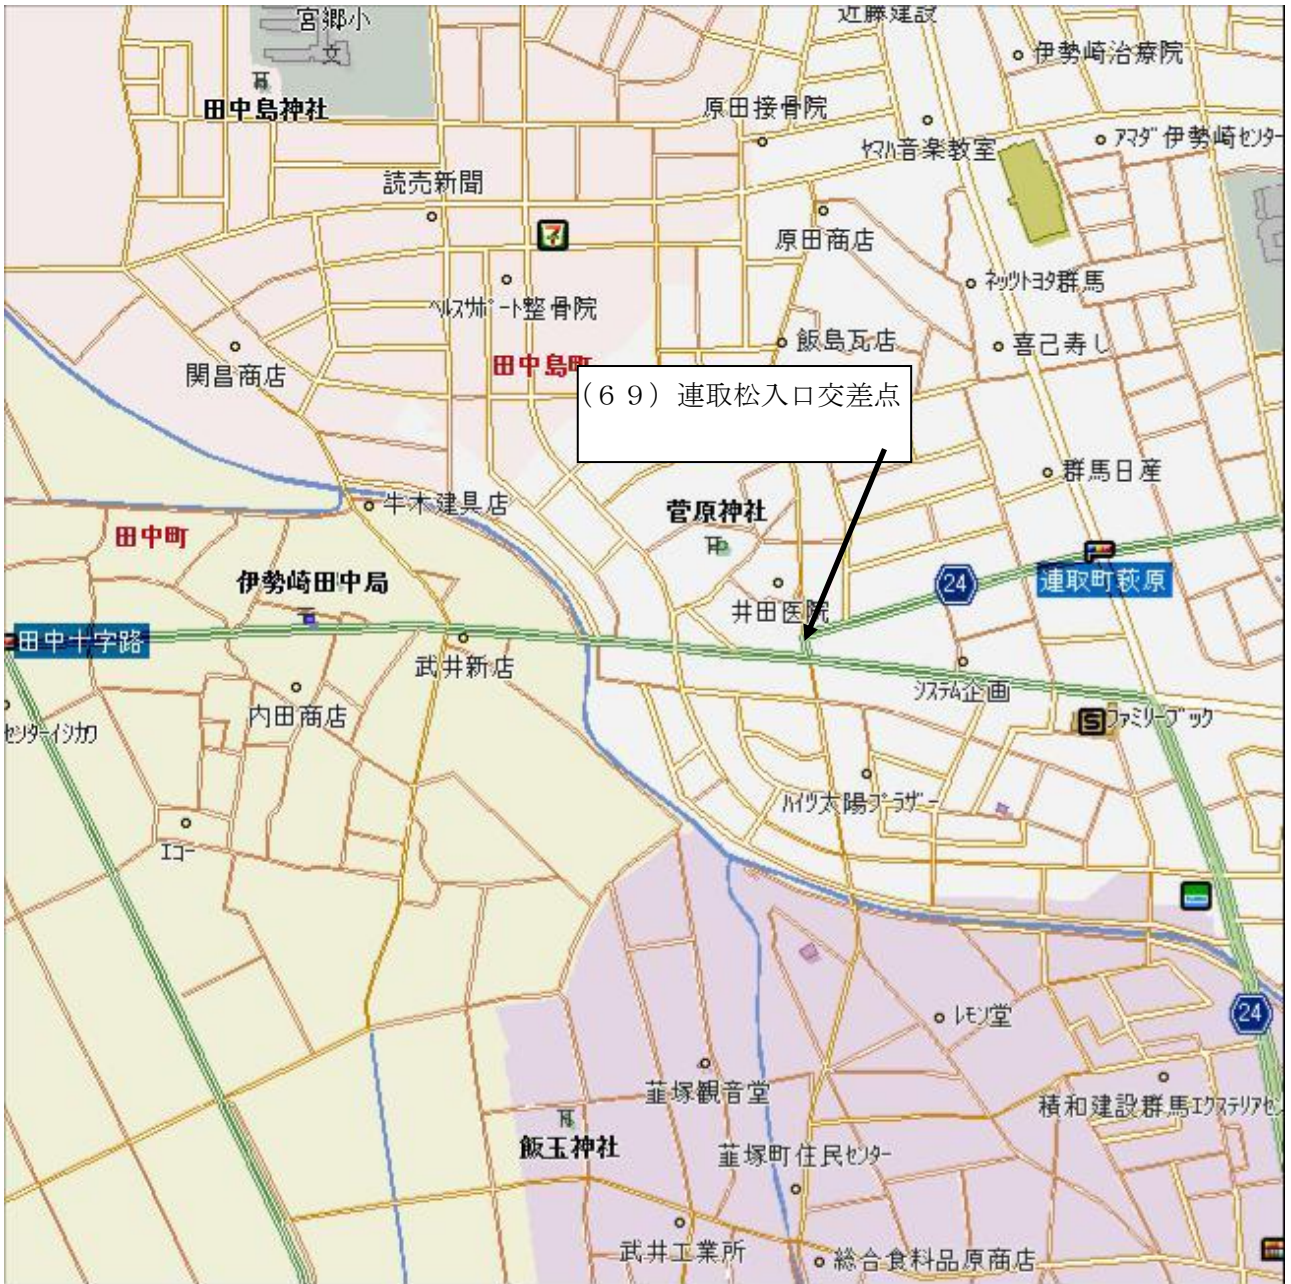 宮郷小
文
近藤建設
伊勢崎治療院
田中島神社
原田接骨院
ﾔﾏﾊ音楽教室
ｱﾏﾀﾞ伊勢崎ｾﾝﾀｰ
読売新聞
原田商店
ﾍﾙｽｻﾎﾟｰﾄ整骨院
ﾈｯﾂﾄﾖﾀ群馬
飯島瓦店
喜己寿し
関昌商店
田中島町
(69)連取松入口交差点
群馬日産
牛木建具店
菅原神社
田中町
伊勢崎田中局
井田医院
24
連取町萩原
田中十字路
武井新店
ｼｽﾃﾑ企画
内田商店
S
ﾌｧﾐﾘｰﾌﾞｯｸ
ｾﾝﾀｰｲｼｶﾜ
ﾊｲﾂ太陽ﾌﾟﾗｻﾞｰ
ｴｺｰ
ﾚﾓﾝ堂
24
韮塚観音堂
積和建設群馬ｴｸｽﾃﾘｱｾﾝ
飯玉神社
韮塚町住民ｾﾝﾀｰ
武井工業所
総合食料品原商店